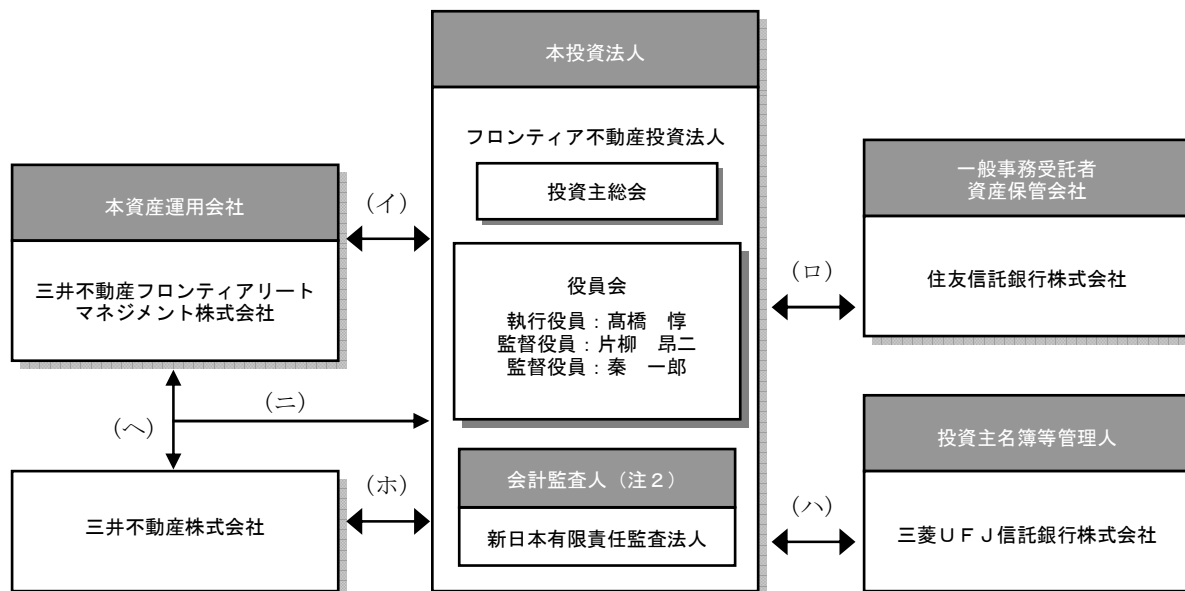 本投資法人
フロンティア不動産投資法人
投資主総会
役員会
執行役員：髙橋　惇
監督役員：片柳　昂二
監督役員：秦　一郎
会計監査人（注２）
新日本有限責任監査法人
本資産運用会社
三井不動産フロンティアリート
マネジメント株式会社
三井不動産株式会社
（イ）
（ニ）
（ヘ）
（ホ）
（ロ）
（ハ）
一般事務受託者
資産保管会社
住友信託銀行株式会社
投資主名簿等管理人
三菱ＵＦＪ信託銀行株式会社